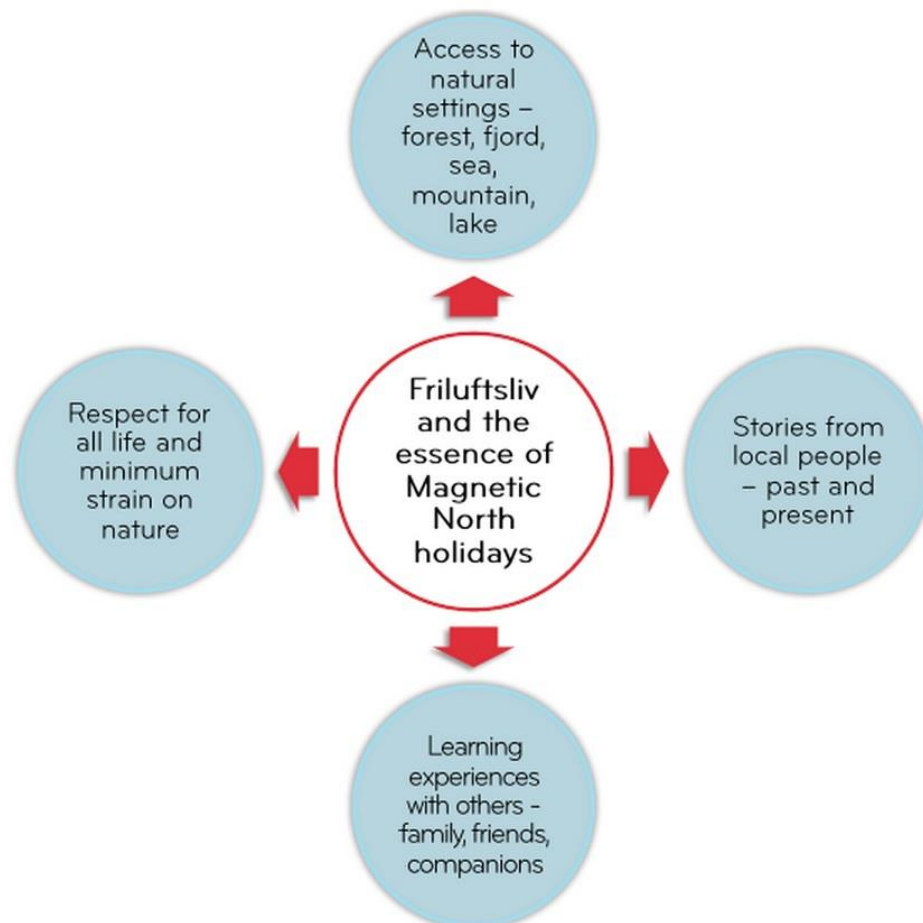 Access to
natural
settings –
forest, fjord,
sea,
mountain,
lake
Respect for
all life and
minimum
strain on
nature
Friluftsliv
and the
essence of
Magnetic
North
holidays
Stories from
local people
– past and
present
Learning
experiences
with others -
family, friends,
companions